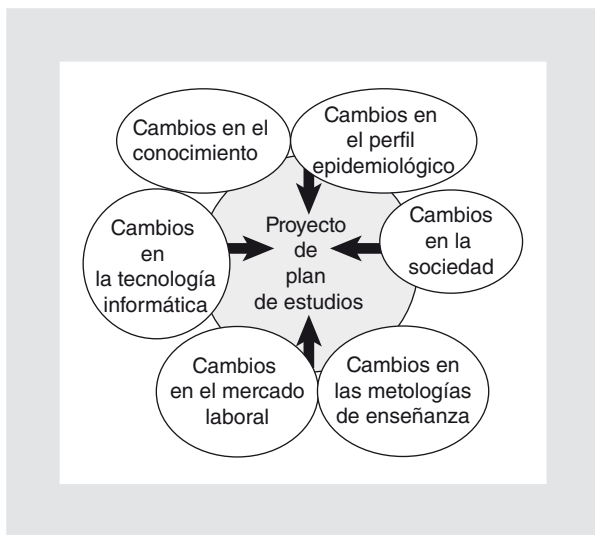 Cambios en el
conocimiento
Cambios en
el perfil
epidemiológico
Cambios
en
la tecnología
informática
Proyecto
de
plan
de estudios
Cambios
en la
sociedad
Cambios
en el mercado
laboral
Cambios en
las metologías
de enseñanza